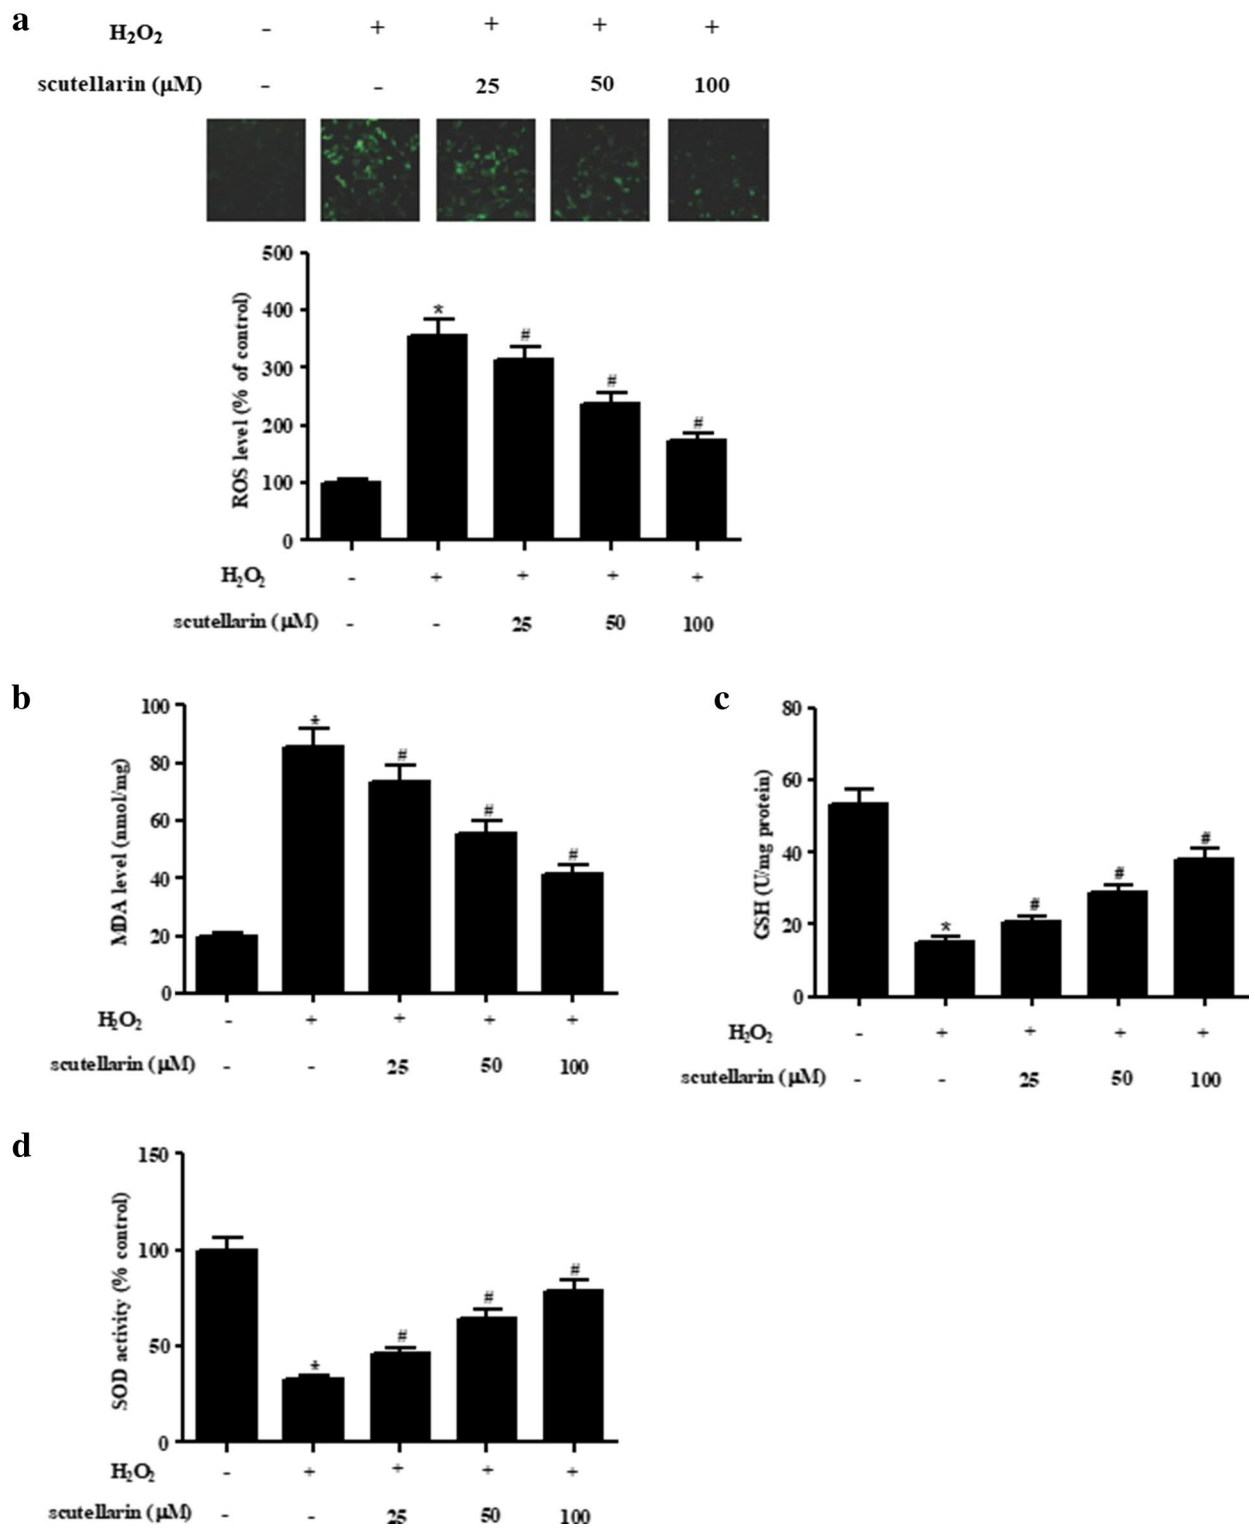 a
H₂O₂ - + + + +
scutellarin (μM) - - 25 50 100
500
400
300
200
100
0
ROS level (% of control)
* # # #
H₂O₂ - + + + +
scutellarin (μM) - - 25 50 100
b
100
80
60
40
20
0
MDA level (nmol/mg)
* # # #
H₂O₂ - + + + +
scutellarin (μM) - - 25 50 100
c
80
60
40
20
0
GSH (U/mg protein)
* # # #
H₂O₂ - + + + +
scutellarin (μM) - - 25 50 100
d
150
100
50
0
SOD activity (% control)
* # # #
H₂O₂ - + + + +
scutellarin (μM) - - 25 50 100